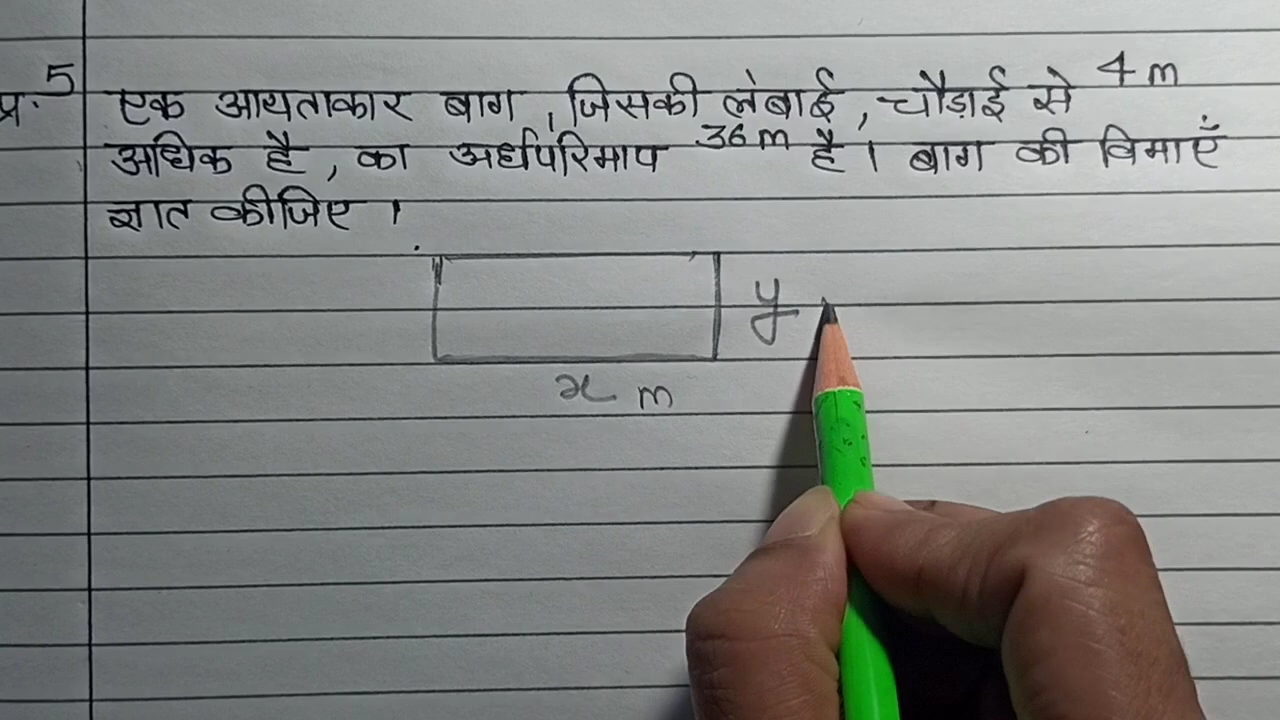 प्र. 5 एक आयताकार बाग, जिसकी लंबाई, चौड़ाई से 4 m
अधिक है, का अर्धपरिमाप 36 m है। बाग की विमाएँ
ज्ञात कीजिए।
y
x m